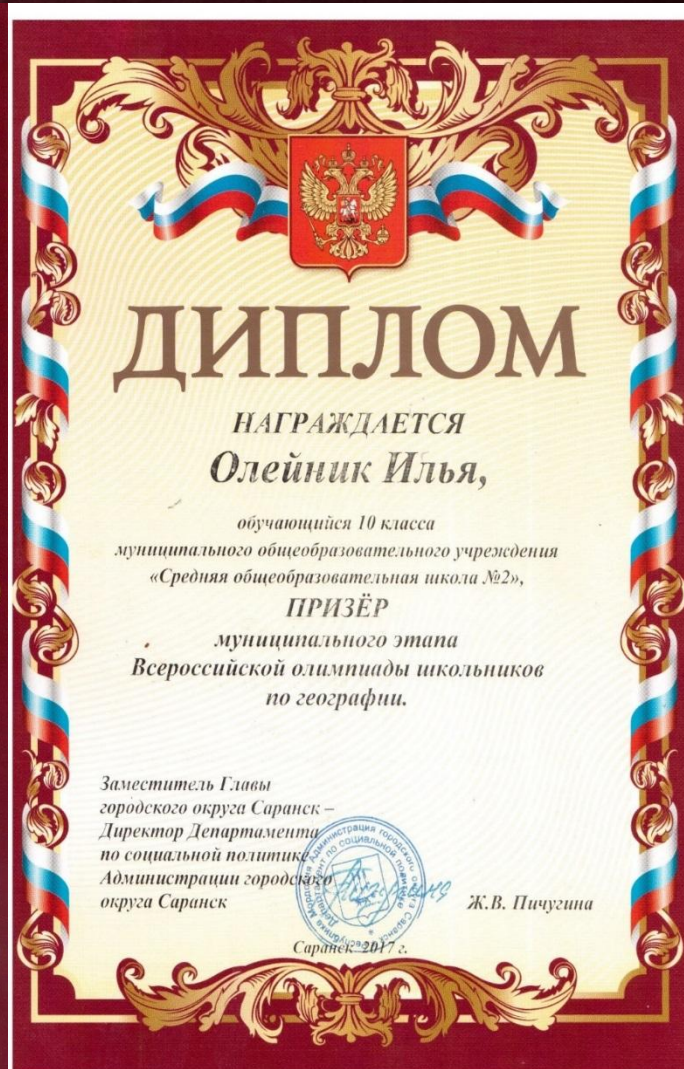 ДИПЛОМ
НАГРАЖДАЕТСЯ
Олейник Илья,
обучающийся 10 класса
муниципального общеобразовательного учреждения
«Средняя общеобразовательная школа №2»,
ПРИЗЁР
муниципального этапа
Всероссийской олимпиады школьников
по географии.
Заместитель Главы
городского округа Саранск –
Директор Департамента
по социальной политике
Администрации городского
округа Саранск
Ж.В. Пичугина
Саранск 2017 г.